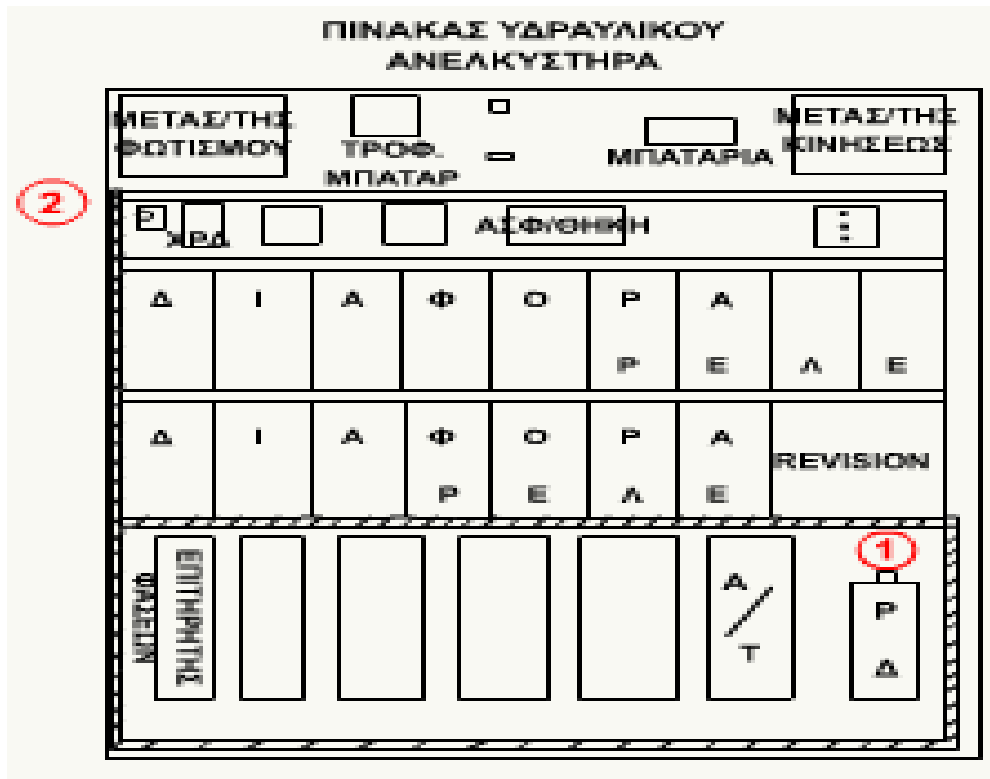 ΠΙΝΑΚΑΣ ΥΔΡΑΥΛΙΚΟΥ
ΑΝΕΛΚΥΣΤΗΡΑ
ΜΕΤΑΣ/ΤΗΣ
ΦΩΤΙΣΜΟΥ
ΤΡΟΦ.
ΜΠΑΤΑΡ
ΜΠΑΤΑΡΙΑ
ΜΕΤΑΣ/ΤΗΣ
ΚΙΝΗΣΕΩΣ
2
ΧΡΔ
ΑΣΦ/ΘΗΚΗ
Δ Ι Α Φ Ο Ρ Α
Ρ Ε Λ Ε
Δ Ι Α Φ Ο Ρ Α
Ρ Ε Λ Ε
REVISION
1
ΕΠΙΤΗΡΗΤΗΣ
ΦΑΣΕΩΝ
Α/Τ
Ρ
Δ